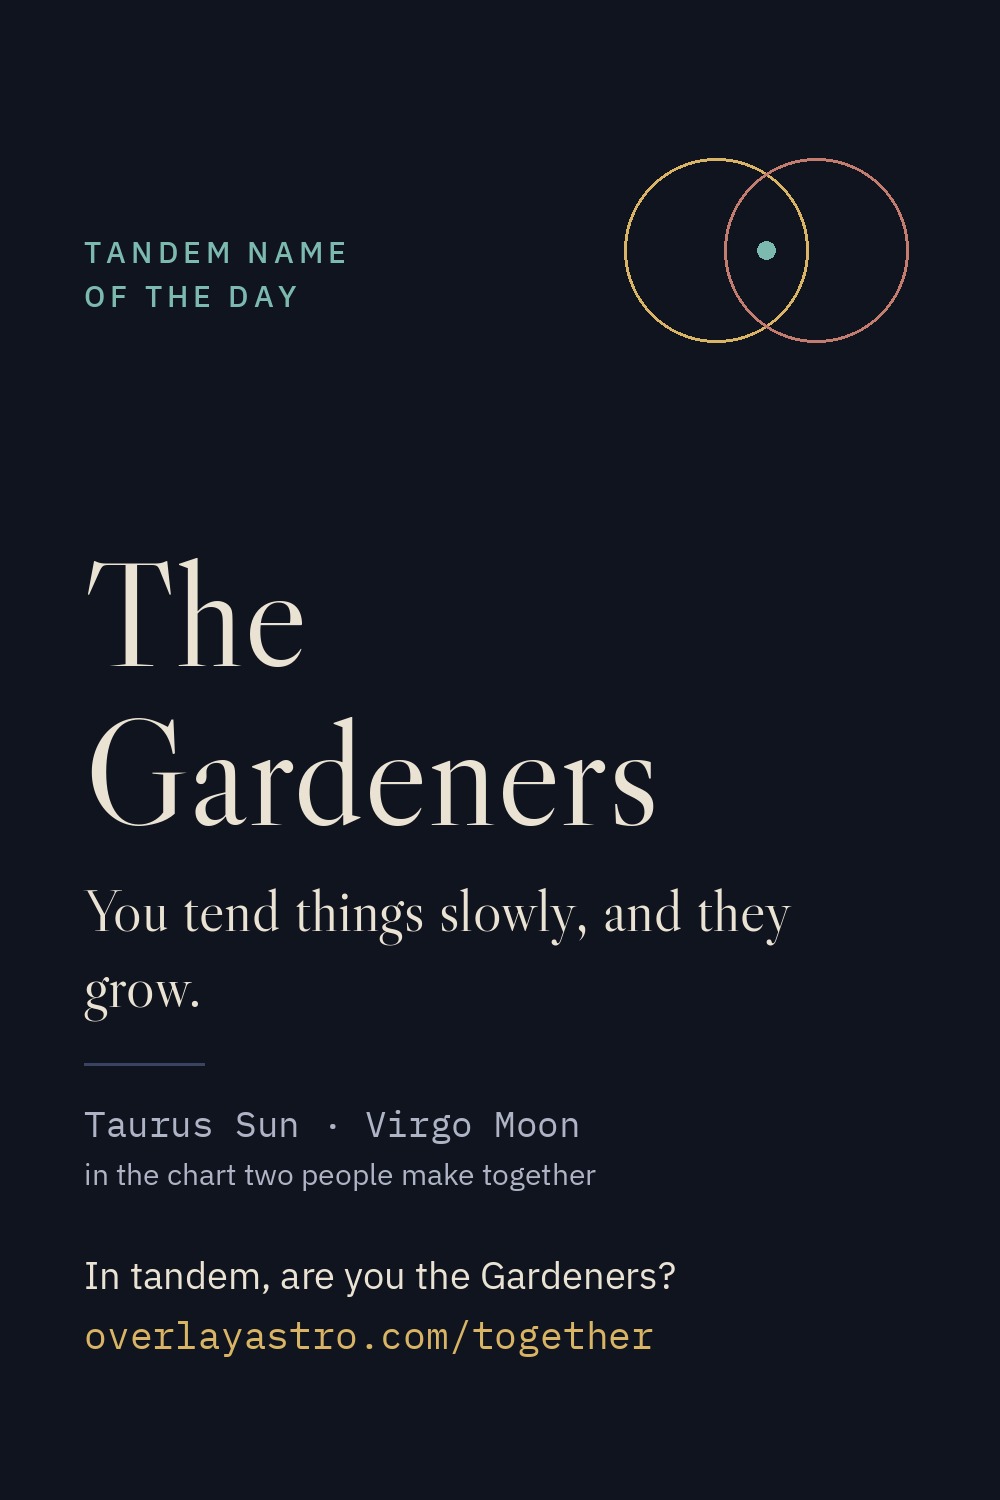 TANDEM NAME
OF THE DAY
The
Gardeners
You tend things slowly, and they
grow.
Taurus Sun · Virgo Moon
in the chart two people make together
In tandem, are you the Gardeners?
overlayastro.com/together